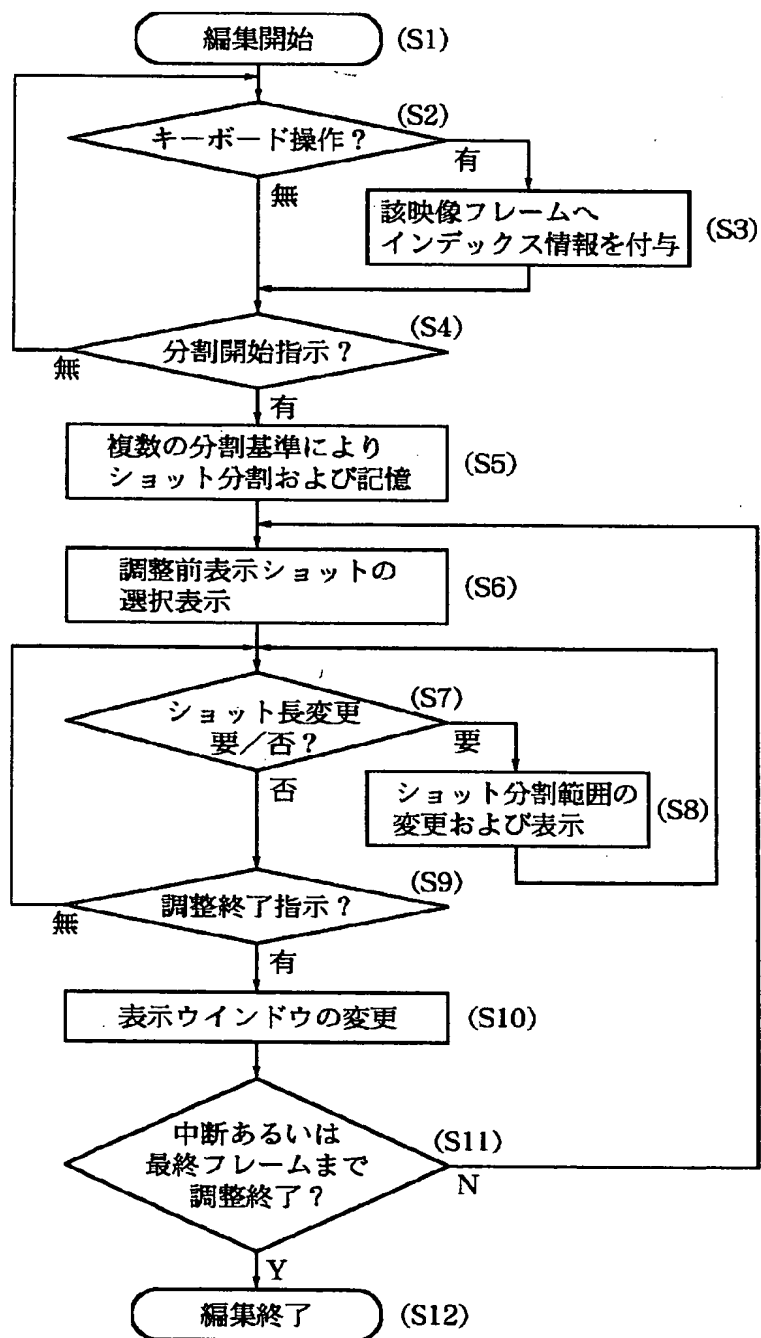 編集開始 (S1)
(S2)
キーボード操作？
有
無
該映像フレームへ
インデックス情報を付与
(S3)
(S4)
分割開始指示？
無
有
複数の分割基準により
ショット分割および記憶
(S5)
調整前表示ショットの
選択表示
(S6)
(S7)
ショット長変更
要／否？
要
否
ショット分割範囲の
変更および表示
(S8)
(S9)
調整終了指示？
無
有
表示ウインドウの変更 (S10)
中断あるいは
最終フレームまで
調整終了？
(S11)
N
Y
編集終了 (S12)